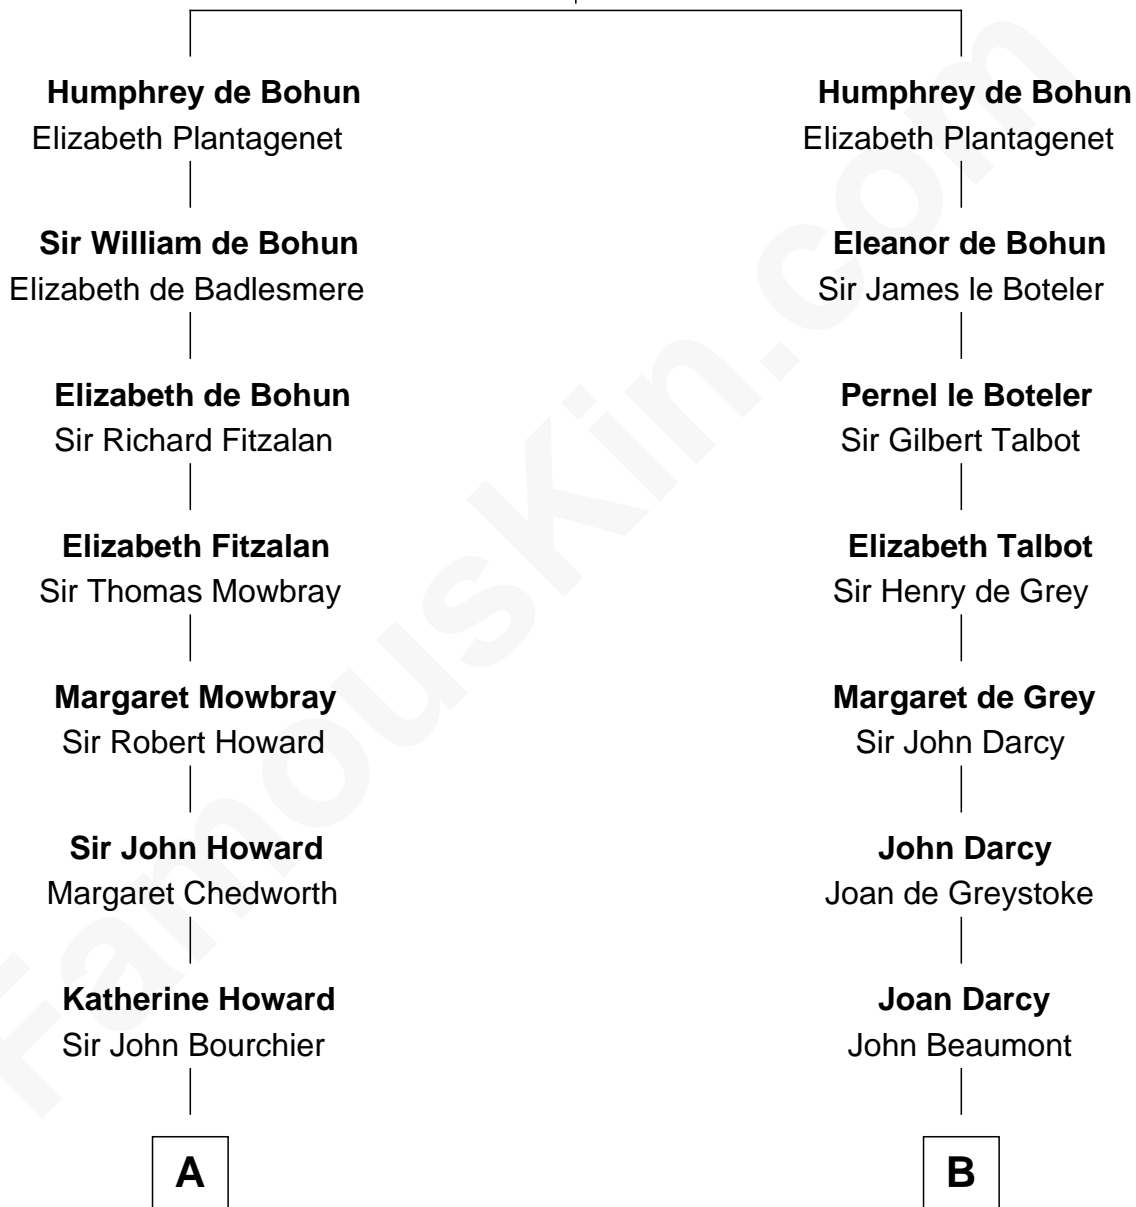 Humphrey de Bohun
Elizabeth Plantagenet
Sir William de Bohun
Elizabeth de Badlesmere
Elizabeth de Bohun
Sir Richard Fitzalan
Elizabeth Fitzalan
Sir Thomas Mowbray
Margaret Mowbray
Sir Robert Howard
Sir John Howard
Margaret Chedworth
Katherine Howard
Sir John Bourchier
A
Humphrey de Bohun
Elizabeth Plantagenet
Eleanor de Bohun
Sir James le Boteler
Pernel le Boteler
Sir Gilbert Talbot
Elizabeth Talbot
Sir Henry de Grey
Margaret de Grey
Sir John Darcy
John Darcy
Joan de Greystoke
Joan Darcy
John Beaumont
B
FamousKin.com